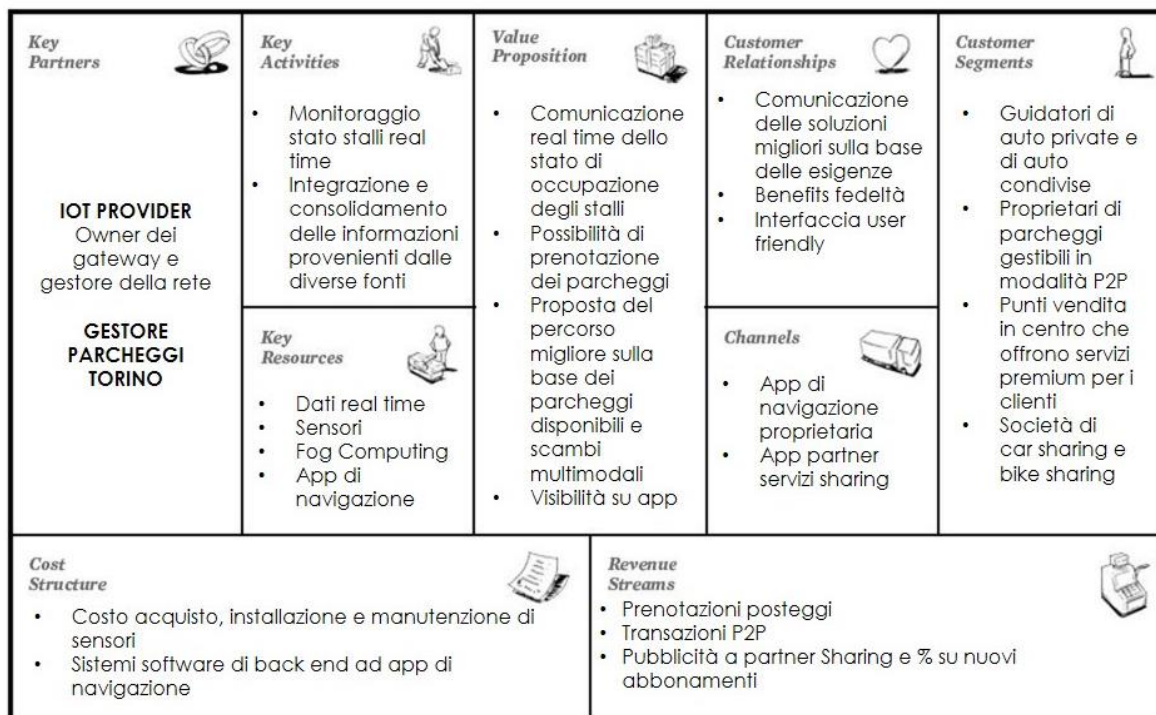 Key
Partners
IOT PROVIDER
Owner dei
gateway e
gestore della rete
GESTORE
PARCHEGGI
TORINO
Key
Activities
• Monitoraggio
stato stalli real
time
• Integrazione e
consolidamento
delle informazioni
provenienti dalle
diverse fonti
Key
Resources
• Dati real time
• Sensori
• Fog Computing
• App di
navigazione
Value
Proposition
• Comunicazione
real time dello
stato di
occupazione
degli stalli
• Possibilità di
prenotazione
dei parcheggi
• Proposta del
percorso
migliore sulla
base dei
parcheggi
disponibili e
scambi
multimodali
• Visibilità su app
Customer
Relationships
• Comunicazione
delle soluzioni
migliori sulla base
delle esigenze
• Benefits fedeltà
• Interfaccia user
friendly
Channels
• App di
navigazione
proprietaria
• App partner
servizi sharing
Customer
Segments
• Guidatori di
auto private e
di auto
condivise
• Proprietari di
parcheggi
gestibili in
modalità P2P
• Punti vendita
in centro che
offrono servizi
premium per i
clienti
• Società di
car sharing e
bike sharing
Cost
Structure
• Costo acquisto, installazione e manutenzione di
sensori
• Sistemi software di back end ad app di
navigazione
Revenue
Streams
• Prenotazioni posteggi
• Transazioni P2P
• Pubblicità a partner Sharing e % su nuovi
abbonamenti